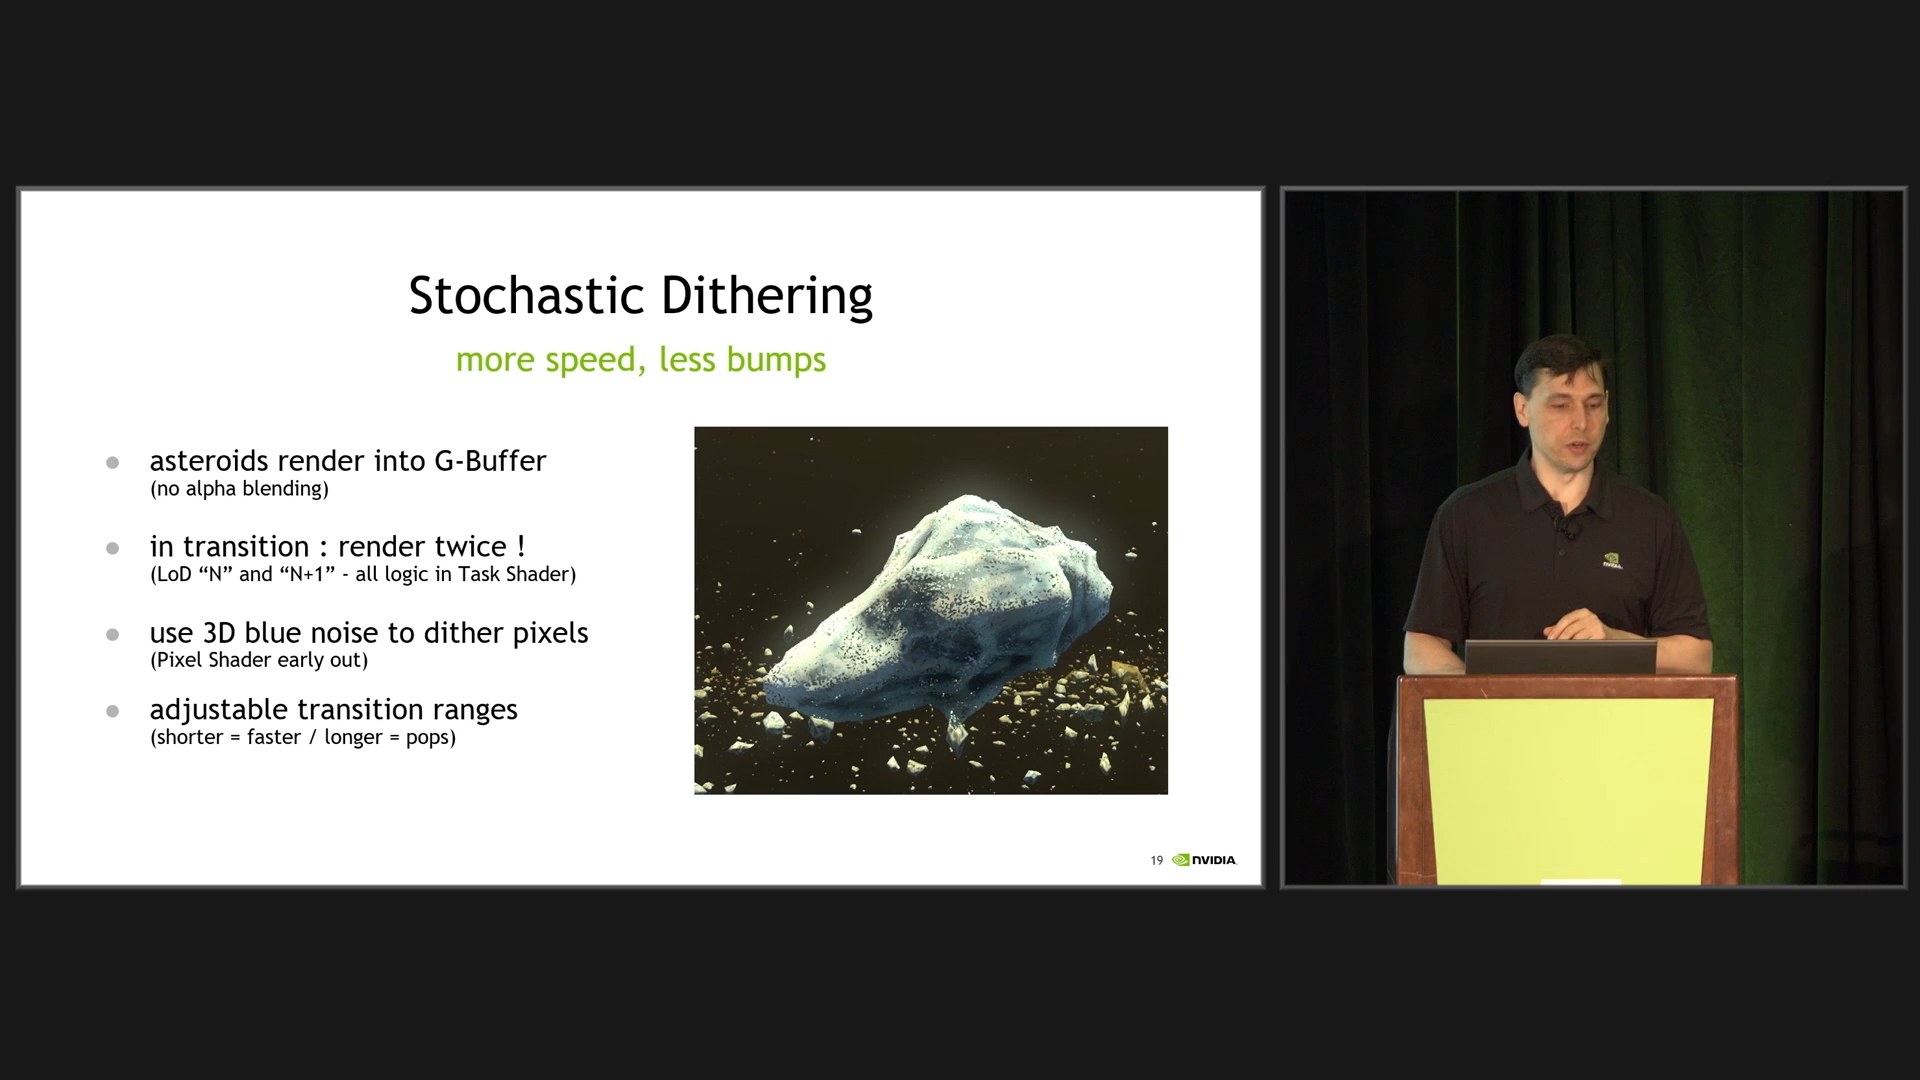 Stochastic Dithering
more speed, less bumps
asteroids render into G-Buffer
(no alpha blending)
in transition : render twice !
(LoD “N” and “N+1” - all logic in Task Shader)
use 3D blue noise to dither pixels
(Pixel Shader early out)
adjustable transition ranges
(shorter = faster / longer = pops)
19 NVIDIA.
NVIDIA.